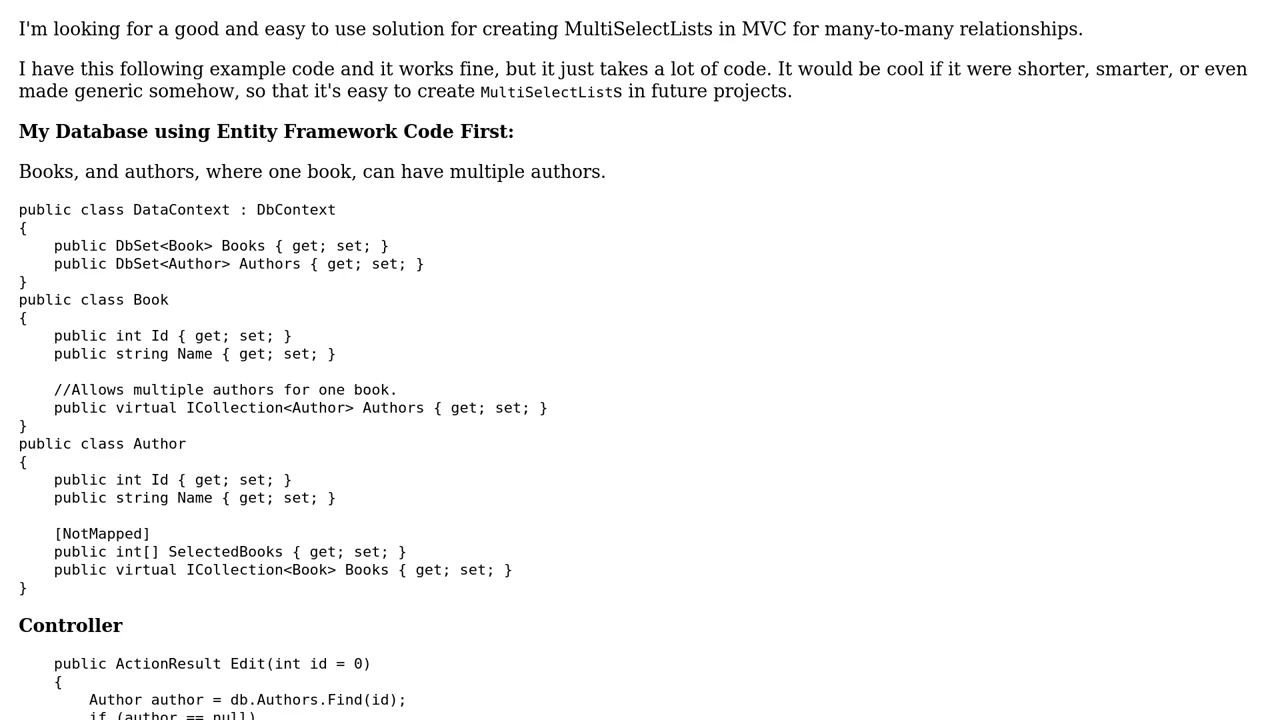 I'm looking for a good and easy to use solution for creating MultiSelectLists in MVC for many-to-many relationships.
I have this following example code and it works fine, but it just takes a lot of code. It would be cool if it were shorter, smarter, or even
made generic somehow, so that it's easy to create MultiSelectLists in future projects.
My Database using Entity Framework Code First:
Books, and authors, where one book, can have multiple authors.
public class DataContext : DbContext
{
    public DbSet<Book> Books { get; set; }
    public DbSet<Author> Authors { get; set; }
}
public class Book
{
    public int Id { get; set; }
    public string Name { get; set; }

    //Allows multiple authors for one book.
    public virtual ICollection<Author> Authors { get; set; }
}
public class Author
{
    public int Id { get; set; }
    public string Name { get; set; }

    [NotMapped]
    public int[] SelectedBooks { get; set; }
    public virtual ICollection<Book> Books { get; set; }
}
Controller
    public ActionResult Edit(int id = 0)
    {
        Author author = db.Authors.Find(id);
        if (author == null)